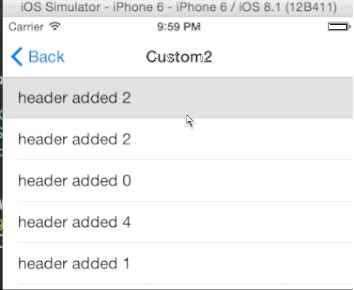 iOS Simulator - iPhone 6 - iPhone 6 / iOS 8.1 (12B411)
Carrier 9:59 PM
Back Custom2
header added 2
header added 2
header added 0
header added 4
header added 1